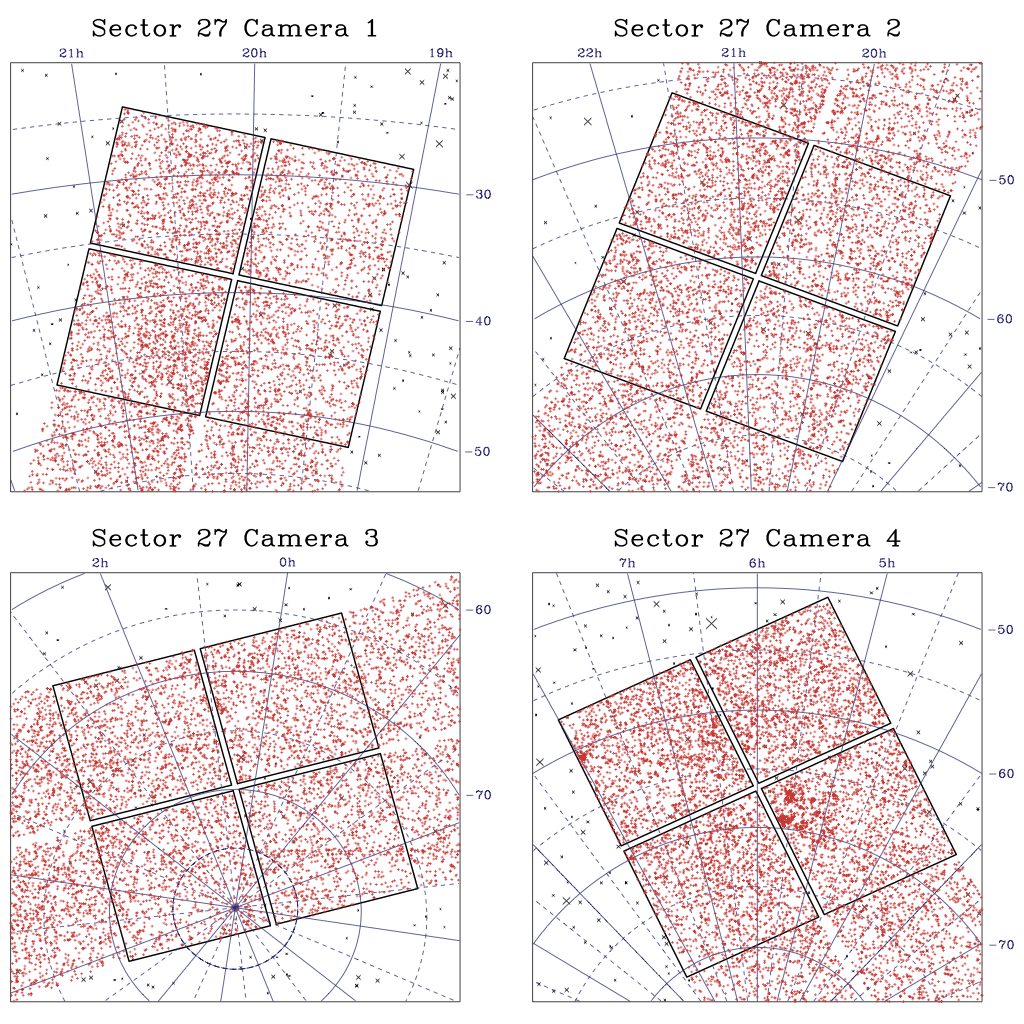 Sector 27 Camera 1
21h 20h 19h
-30
-40
-50
Sector 27 Camera 2
22h 21h 20h
-50
-60
-70
Sector 27 Camera 3
2h 0h
-60
-70
Sector 27 Camera 4
7h 6h 5h
-50
-60
-70